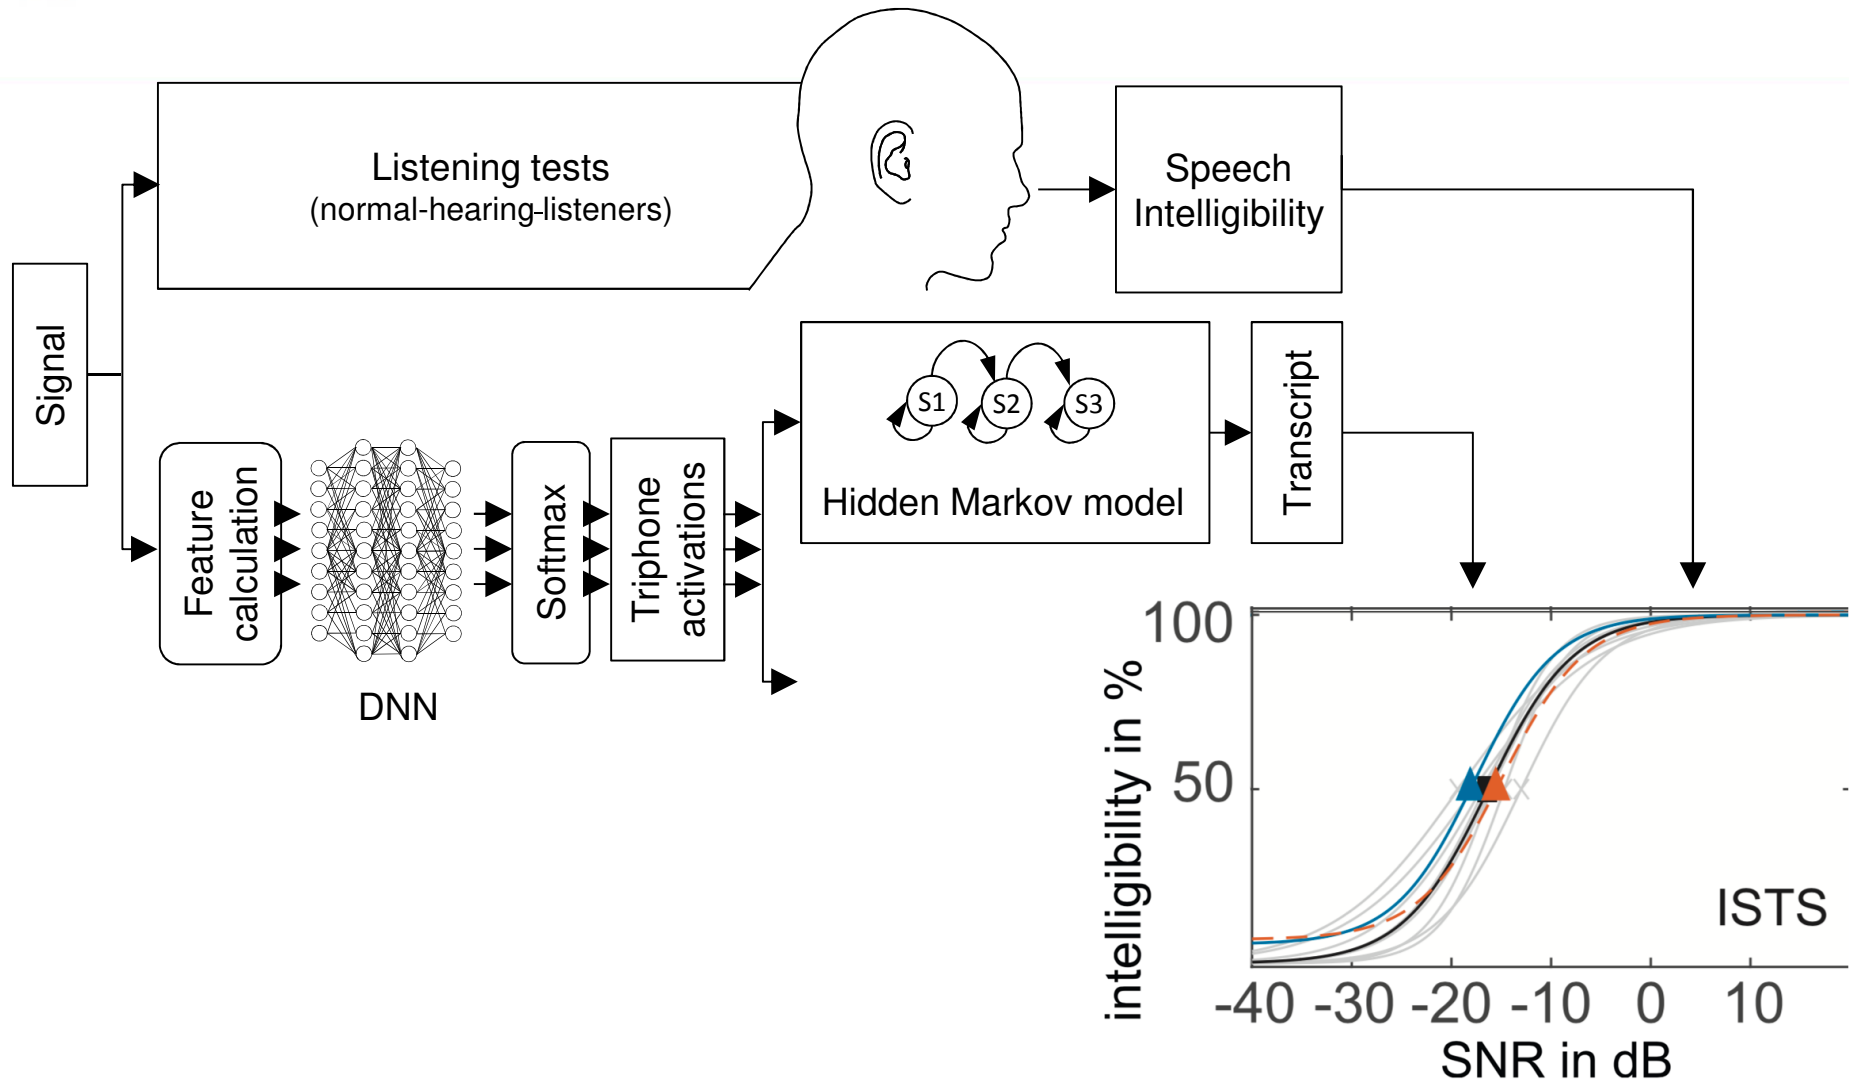 Listening tests
(normal-hearing-listeners)
Speech
Intelligibility
Signal
Feature
calculation
DNN
Softmax
Triphone
activations
S1
S2
S3
Hidden Markov model
Transcript
100
50
intelligibility in %
ISTS
-40 -30 -20 -10 0 10
SNR in dB